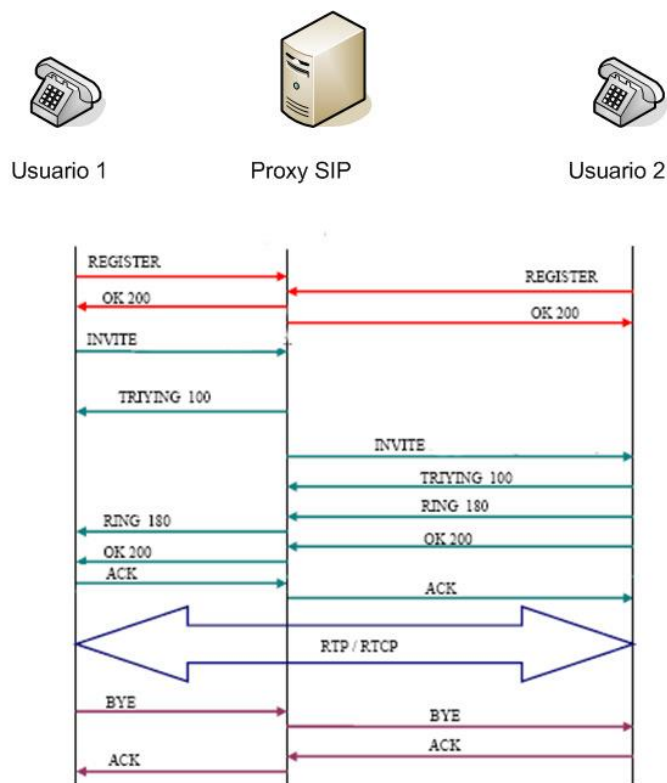 Usuario 1
Proxy SIP
Usuario 2
REGISTER
REGISTER
OK 200
OK 200
INVITE
TRIYING 100
INVITE
TRIYING 100
RING 180
RING 180
OK 200
OK 200
ACK
ACK
RTP / RTCP
BYE
BYE
ACK
ACK